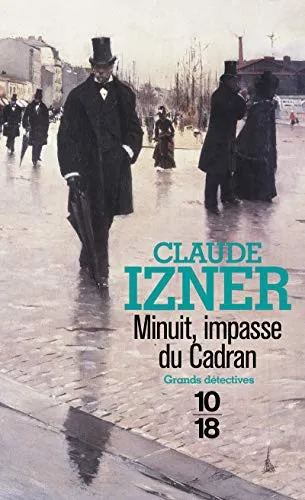 CLAUDE
IZNER
Minuit, impasse
du Cadran
Grands détectives
10
18